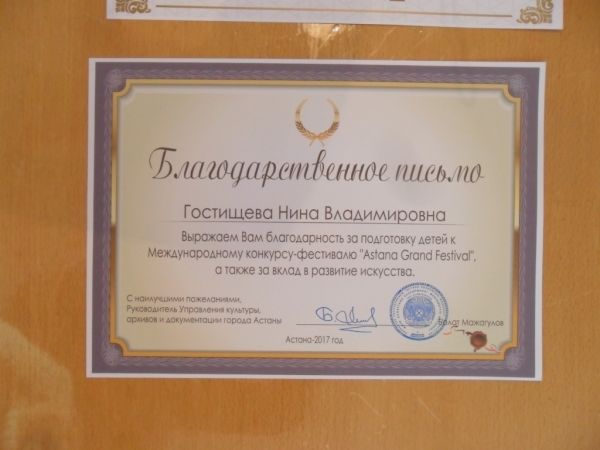 Благодарственное письмо
Гостищева Нина Владимировна
Выражаем Вам благодарность за подготовку детей к
Международному конкурсу-фестивалю "Astana Grand Festival",
а также за вклад в развитие искусства.
С наилучшими пожеланиями,
Руководитель Управления культуры,
архивов и документации города Астаны
Болат Мажагулов
Астана-2017 год